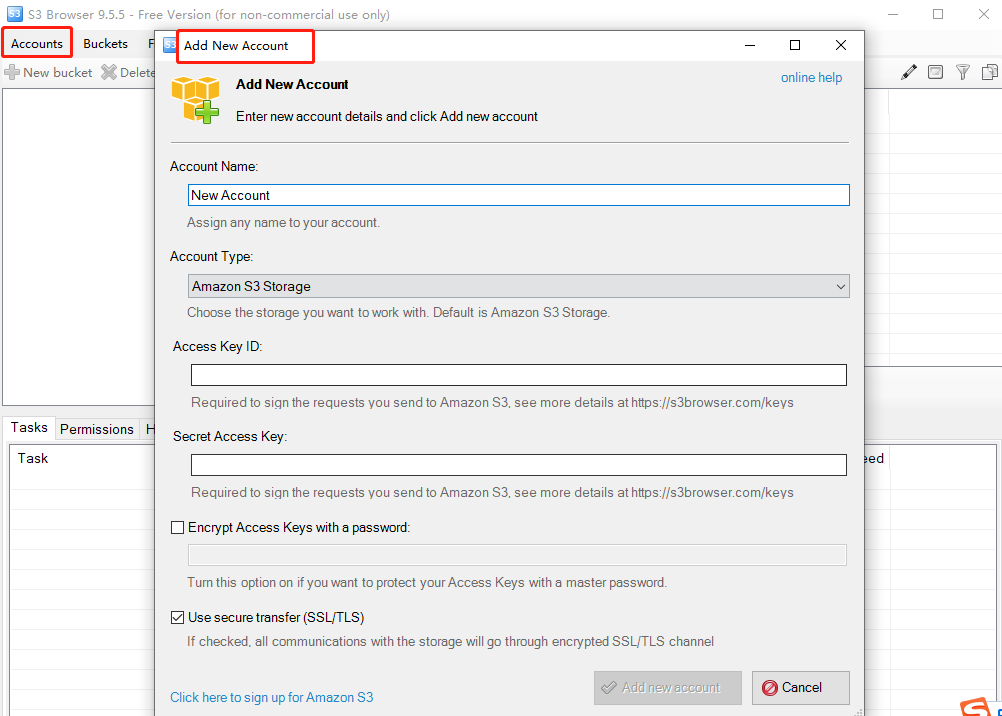 S3 Browser 9.5.5 - Free Version (for non-commercial use only)
Accounts Buckets F
Add New Account
New bucket Delete
Add New Account
online help
Enter new account details and click Add new account
Account Name:
New Account
Assign any name to your account.
Account Type:
Amazon S3 Storage
Choose the storage you want to work with. Default is Amazon S3 Storage.
Access Key ID:
Required to sign the requests you send to Amazon S3, see more details at https://s3browser.com/keys
Secret Access Key:
Required to sign the requests you send to Amazon S3, see more details at https://s3browser.com/keys
Encrypt Access Keys with a password:
Turn this option on if you want to protect your Access Keys with a master password.
Use secure transfer (SSL/TLS)
If checked, all communications with the storage will go through encrypted SSL/TLS channel
Click here to sign up for Amazon S3
Add new account
Cancel
Tasks Permissions H
Task
eed